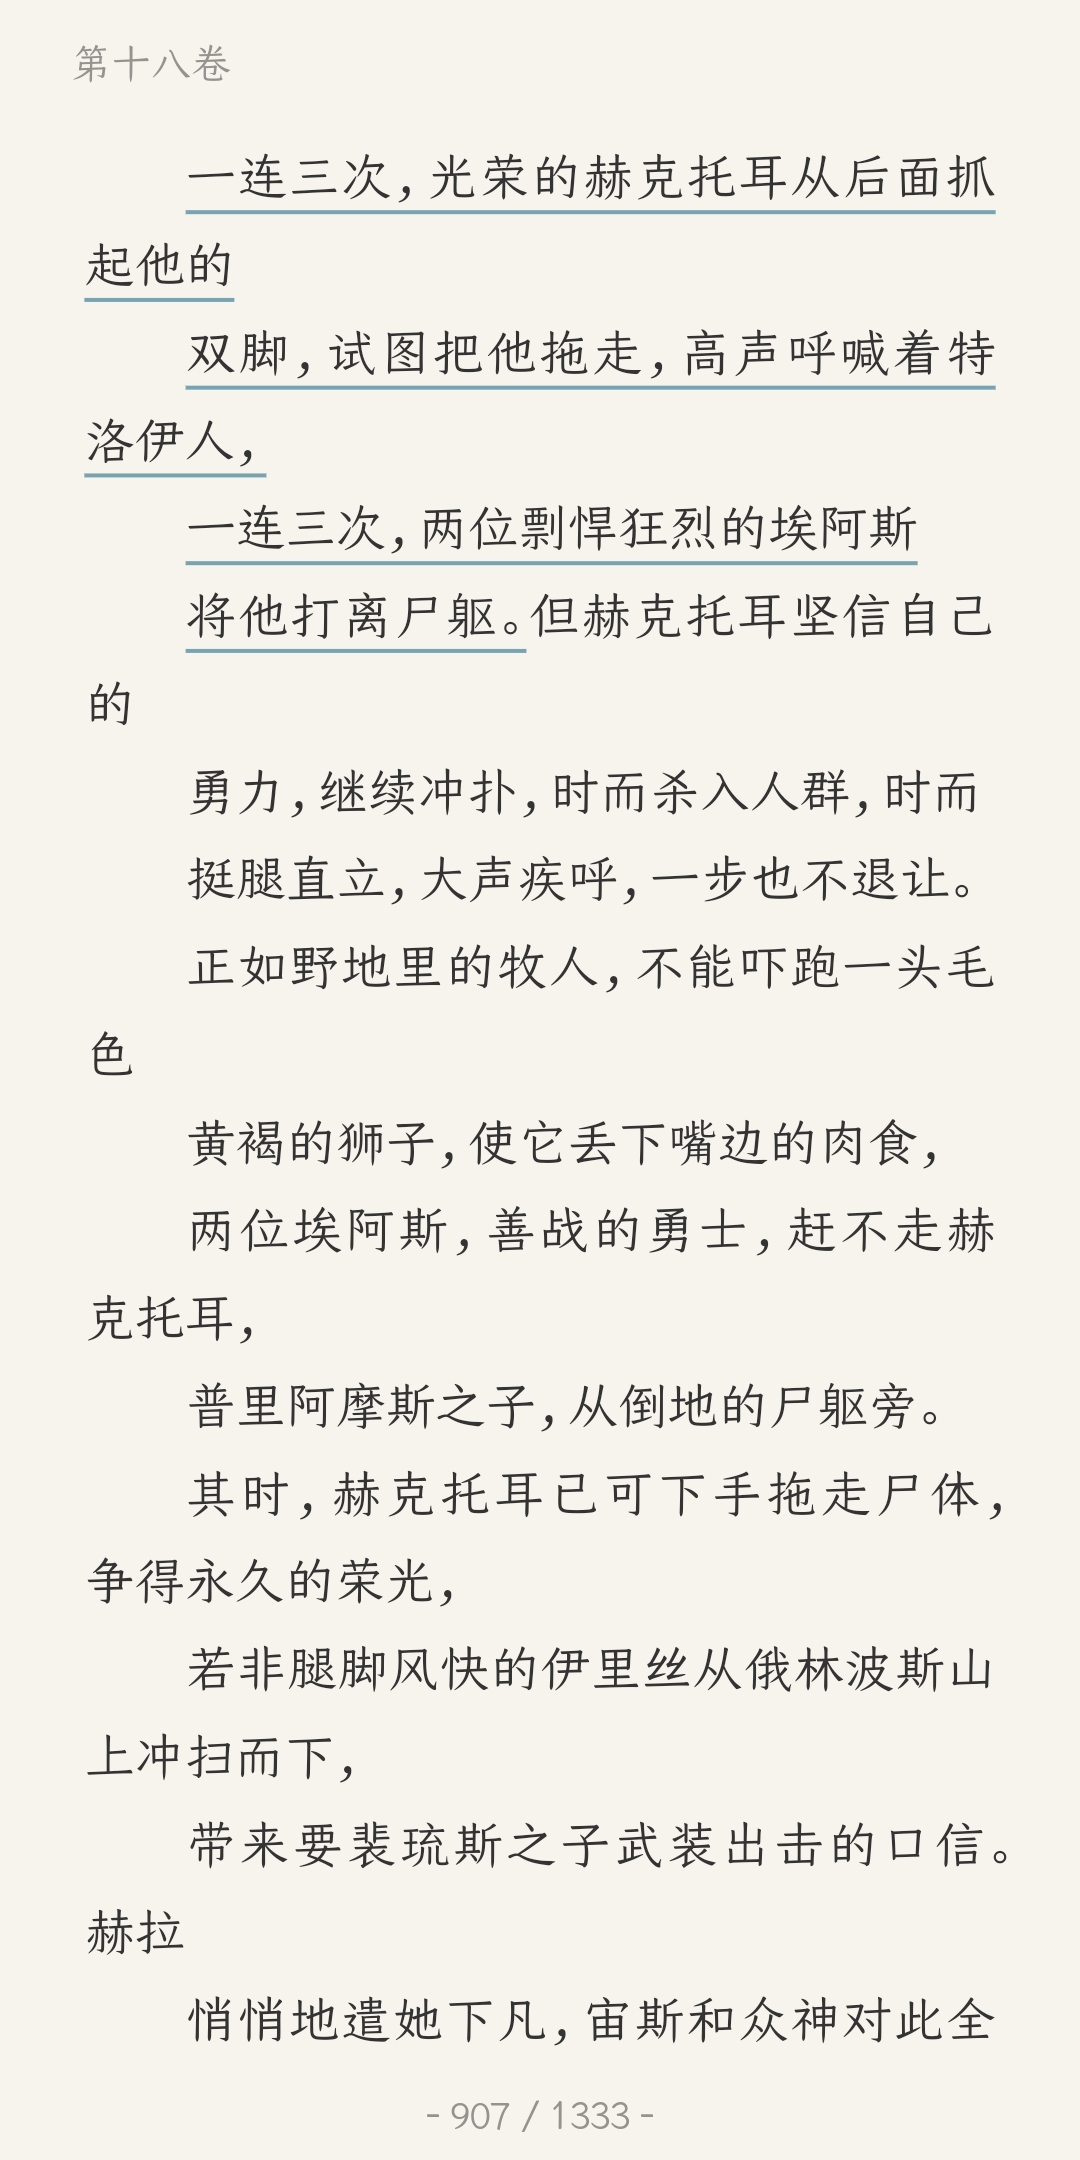 第十八卷
一连三次,光荣的赫克托耳从后面抓
起他的
双脚,试图把他拖走,高声呼喊着特
洛伊人,
一连三次,两位剽悍狂烈的埃阿斯
将他打离尸躯。但赫克托耳坚信自己
的
勇力,继续冲扑,时而杀入人群,时而
挺腿直立,大声疾呼,一步也不退让。
正如野地里的牧人,不能吓跑一头毛
色
黄褐的狮子,使它丢下嘴边的肉食,
两位埃阿斯,善战的勇士,赶不走赫
克托耳,
普里阿摩斯之子,从倒地的尸躯旁。
其时,赫克托耳已可下手拖走尸体,
争得永久的荣光,
若非腿脚风快的伊里丝从俄林波斯山
上冲扫而下,
带来要裴琉斯之子武装出击的口信。
赫拉
悄悄地遣她下凡,宙斯和众神对此全
- 907 / 1333 -